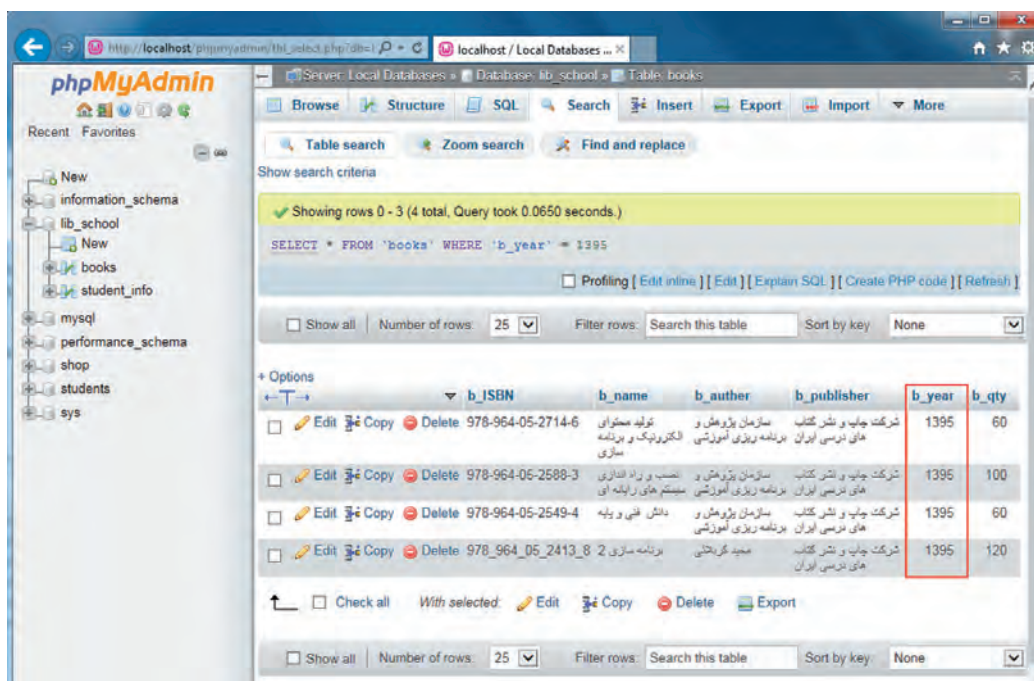 http://localhost/phpmyadmin/tbl_select.php?db=l
localhost / Local Databases ...
phpMyAdmin
Recent Favorites
New
information_schema
lib_school
New
books
student_info
mysql
performance_schema
shop
students
sys
Server: Local Databases » Database: lib_school » Table: books
Browse Structure SQL Search Insert Export Import More
Table search Zoom search Find and replace
Show search criteria
Showing rows 0 - 3 (4 total, Query took 0.0650 seconds.)
SELECT * FROM `books` WHERE `b_year` = 1395
Profiling [ Edit inline ] [ Edit ] [ Explain SQL ] [ Create PHP code ] [ Refresh ]
Show all Number of rows: 25 Filter rows: Search this table Sort by key: None
+ Options
b_ISBN b_name b_auther b_publisher b_year b_qty
Edit Copy Delete 978-964-05-2714-6 تولید محتوای الکترونیک و برنامه سازی سازمان پژوهش و برنامه ریزی آموزشی شرکت چاپ و نشر کتاب های درسی ایران 1395 60
Edit Copy Delete 978-964-05-2588-3 نصب و راه اندازی سیستم های رایانه ای سازمان پژوهش و برنامه ریزی آموزشی شرکت چاپ و نشر کتاب های درسی ایران 1395 100
Edit Copy Delete 978-964-05-2549-4 دانش فنی و پایه سازمان پژوهش و برنامه ریزی آموزشی شرکت چاپ و نشر کتاب های درسی ایران 1395 60
Edit Copy Delete 978_964_05_2413_8 برنامه سازی 2 مجید کربلائی شرکت چاپ و نشر کتاب های درسی ایران 1395 120
Check all With selected: Edit Copy Delete Export
Show all Number of rows: 25 Filter rows: Search this table Sort by key: None